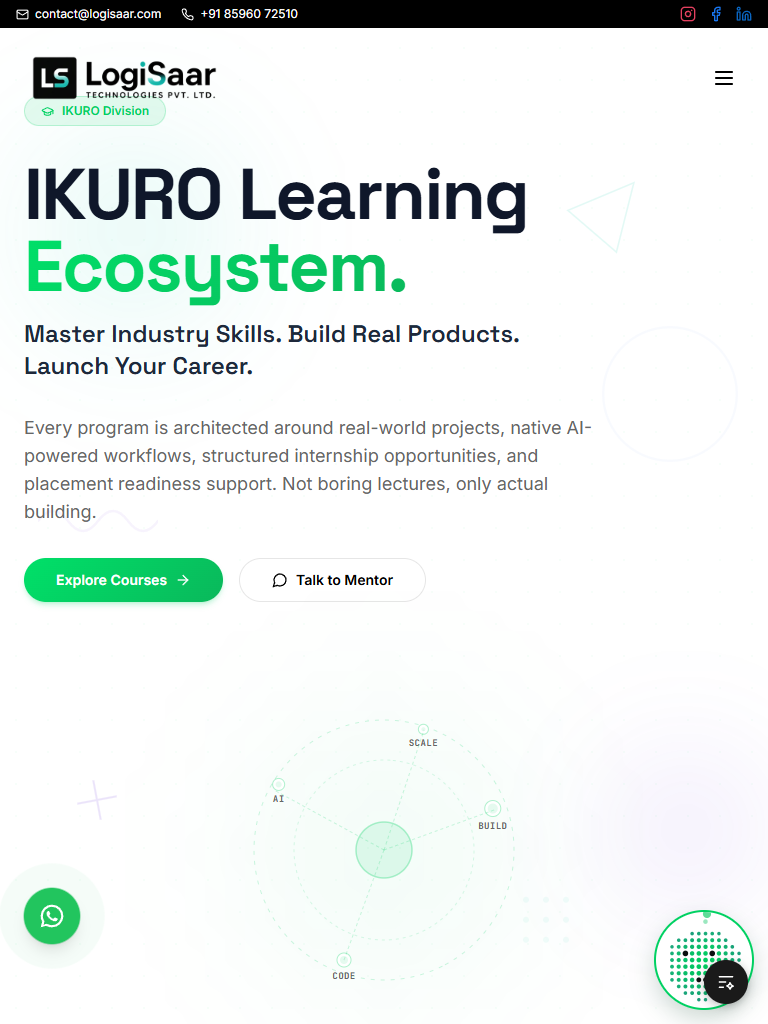 contact@logisaar.com +91 85960 72510
LS LogiSaar
TECHNOLOGIES PVT. LTD.
IKURO Division
IKURO Learning
Ecosystem.
Master Industry Skills. Build Real Products.
Launch Your Career.
Every program is architected around real-world projects, native AI-
powered workflows, structured internship opportunities, and
placement readiness support. Not boring lectures, only actual
building.
Explore Courses
Talk to Mentor
SCALE
AI
BUILD
CODE